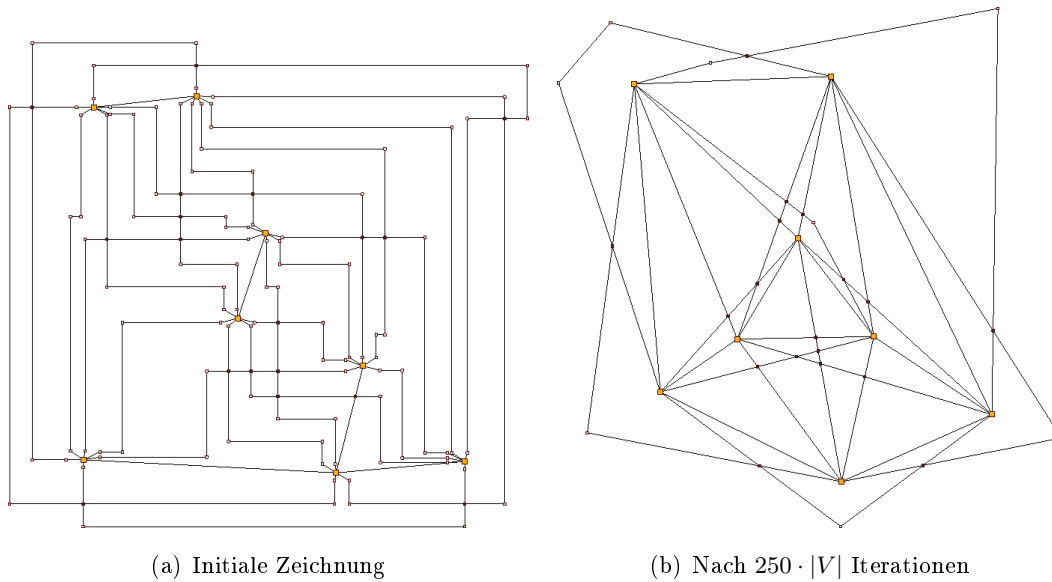 (a) Initiale Zeichnung
(b) Nach 250 · |V| Iterationen